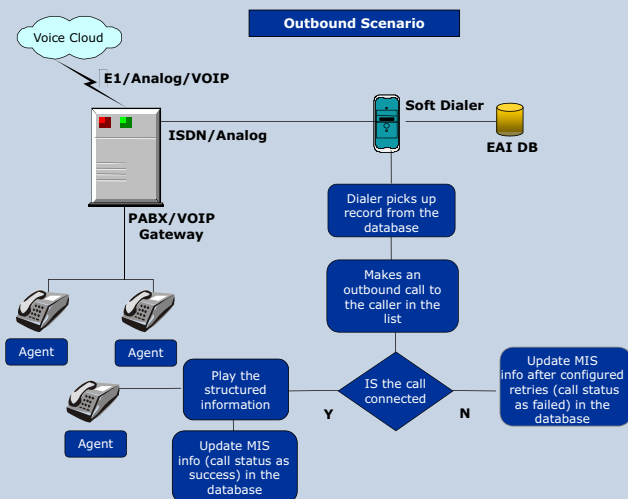 Outbound Scenario
Voice Cloud
E1/Analog/VOIP
Soft Dialer
ISDN/Analog
EAI DB
PABX/VOIP
Gateway
Dialer picks up
record from the
database
Makes an
outbound call to
the caller in the
list
Agent
Agent
Play the
structured
information
IS the call
connected
Update MIS
info after configured
retries (call status
as failed) in the
database
Y
N
Agent
Update MIS
info (call status as
success) in the
database